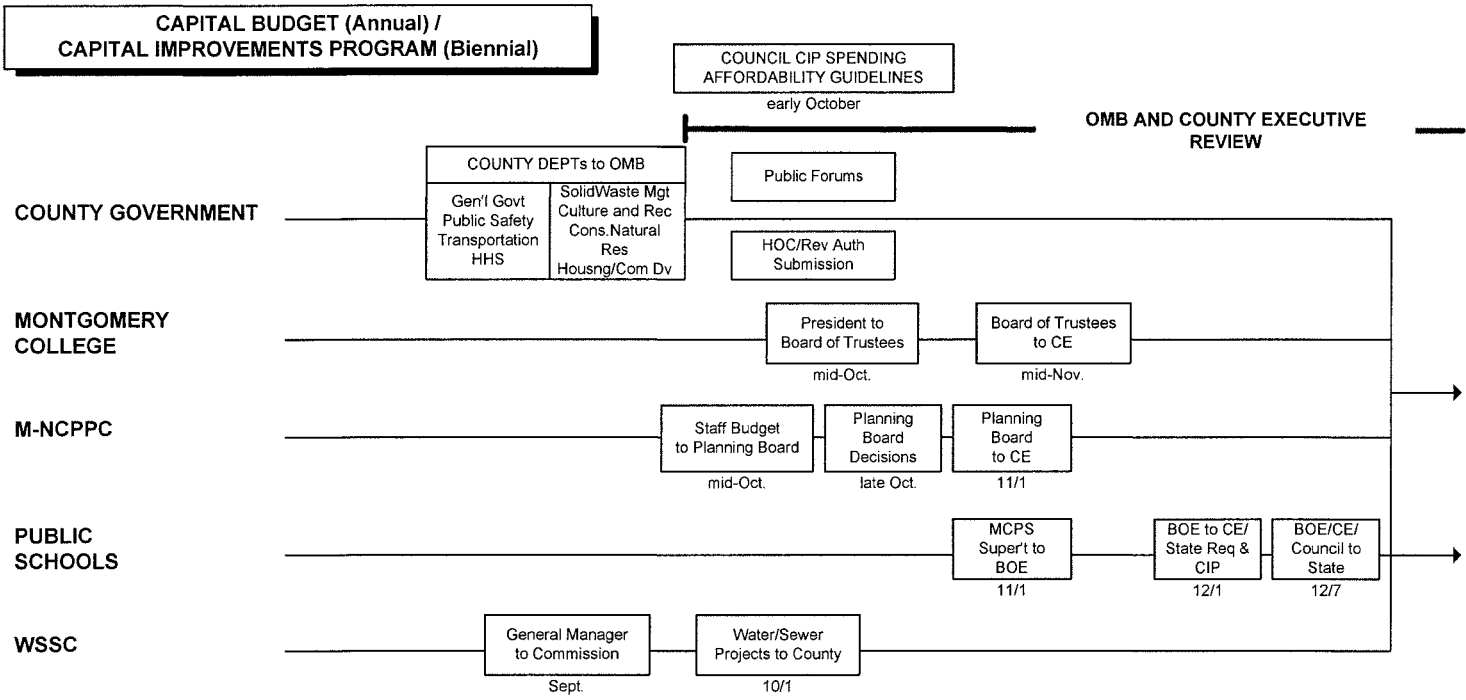 CAPITAL BUDGET (Annual) /
CAPITAL IMPROVEMENTS PROGRAM (Biennial)
COUNCIL CIP SPENDING
AFFORDABILITY GUIDELINES
early October
OMB AND COUNTY EXECUTIVE
REVIEW
COUNTY GOVERNMENT
COUNTY DEPTs to OMB
Gen'l Govt
Public Safety
Transportation
HHS
SolidWaste Mgt
Culture and Rec
Cons.Natural
Res
Housng/Com Dv
Public Forums
HOC/Rev Auth
Submission
MONTGOMERY
COLLEGE
President to
Board of Trustees
mid-Oct.
Board of Trustees
to CE
mid-Nov.
M-NCPPC
Staff Budget
to Planning Board
mid-Oct.
Planning
Board
Decisions
late Oct.
Planning
Board
to CE
11/1
PUBLIC
SCHOOLS
MCPS
Super't to
BOE
11/1
BOE to CE/
State Req &
CIP
12/1
BOE/CE/
Council to
State
12/7
WSSC
General Manager
to Commission
Sept.
Water/Sewer
Projects to County
10/1